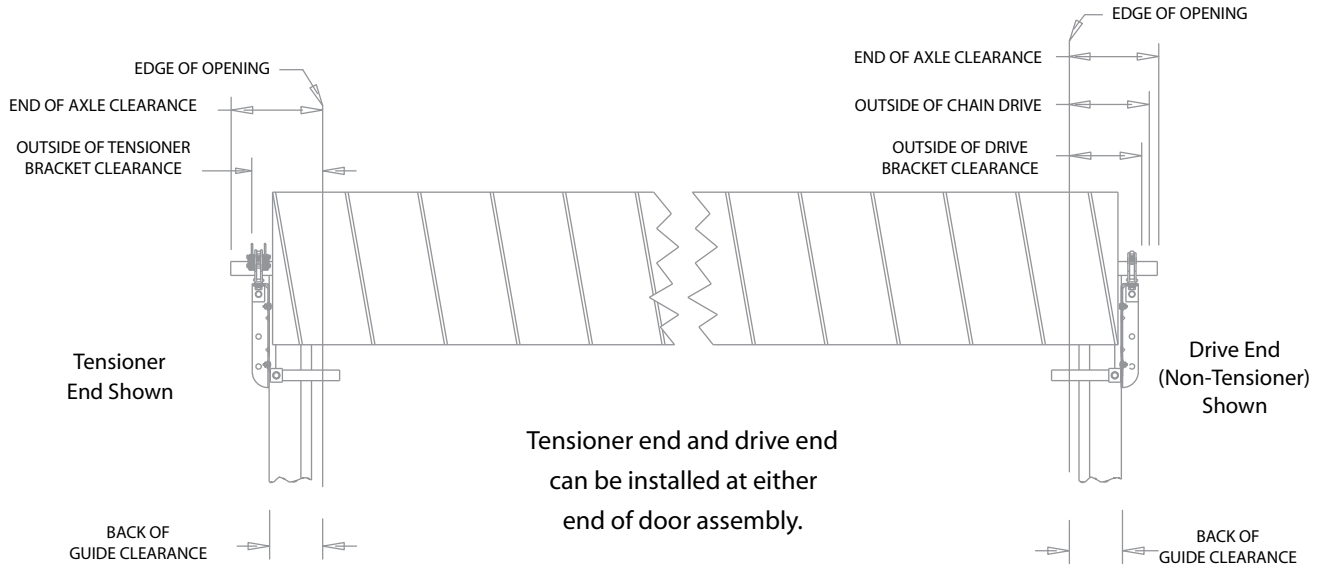 EDGE OF OPENING
END OF AXLE CLEARANCE
OUTSIDE OF TENSIONER
BRACKET CLEARANCE
EDGE OF OPENING
END OF AXLE CLEARANCE
OUTSIDE OF CHAIN DRIVE
OUTSIDE OF DRIVE
BRACKET CLEARANCE
Tensioner
End Shown
Drive End
(Non-Tensioner)
Shown
Tensioner end and drive end
can be installed at either
end of door assembly.
BACK OF
GUIDE CLEARANCE
BACK OF
GUIDE CLEARANCE